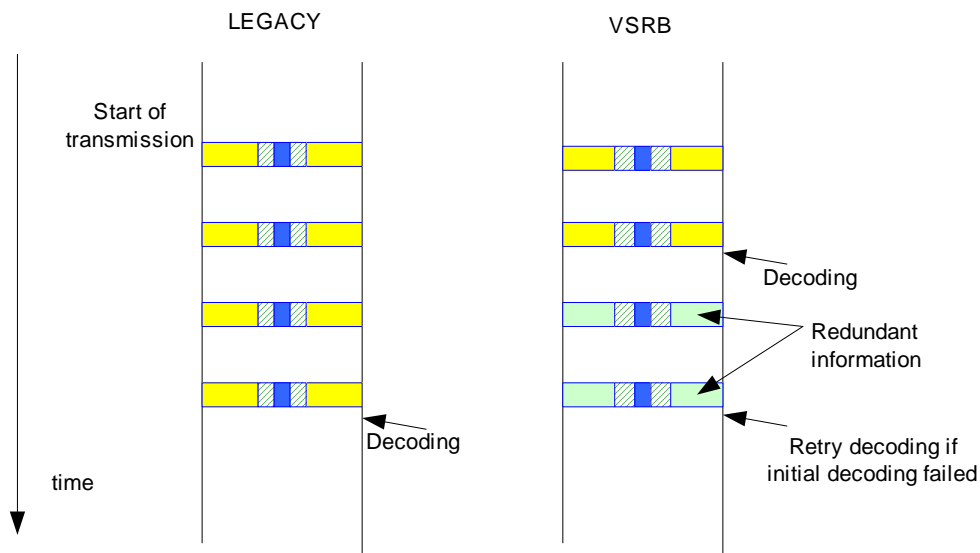 LEGACY
VSRB
Start of
transmission
Decoding
Redundant
information
Decoding
Retry decoding if
initial decoding failed
time